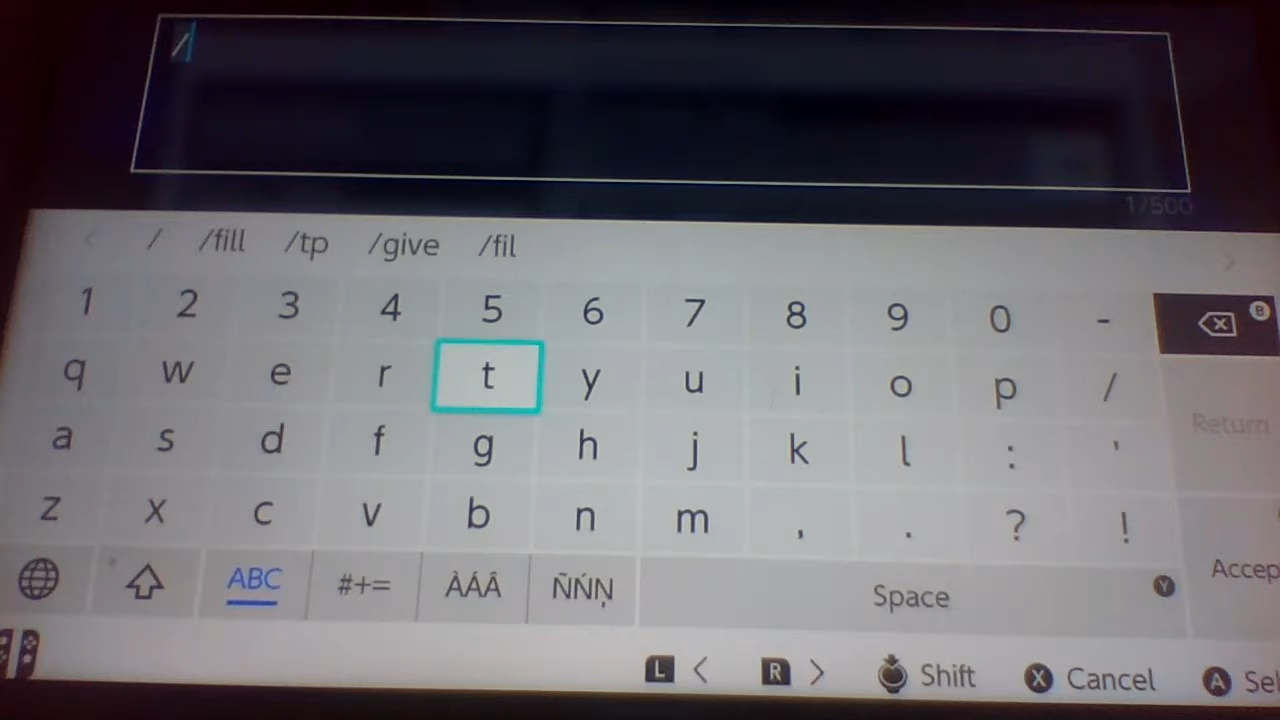 /
1/500
< / /fill /tp /give /fil >
1 2 3 4 5 6 7 8 9 0 - B
q w e r t y u i o p / Return
a s d f g h j k l : '
z x c v b n m , . ? !
ABC #+= ÀÁÂ ÑŃŅ Space Y Accep
L < R > Shift X Cancel A Sel